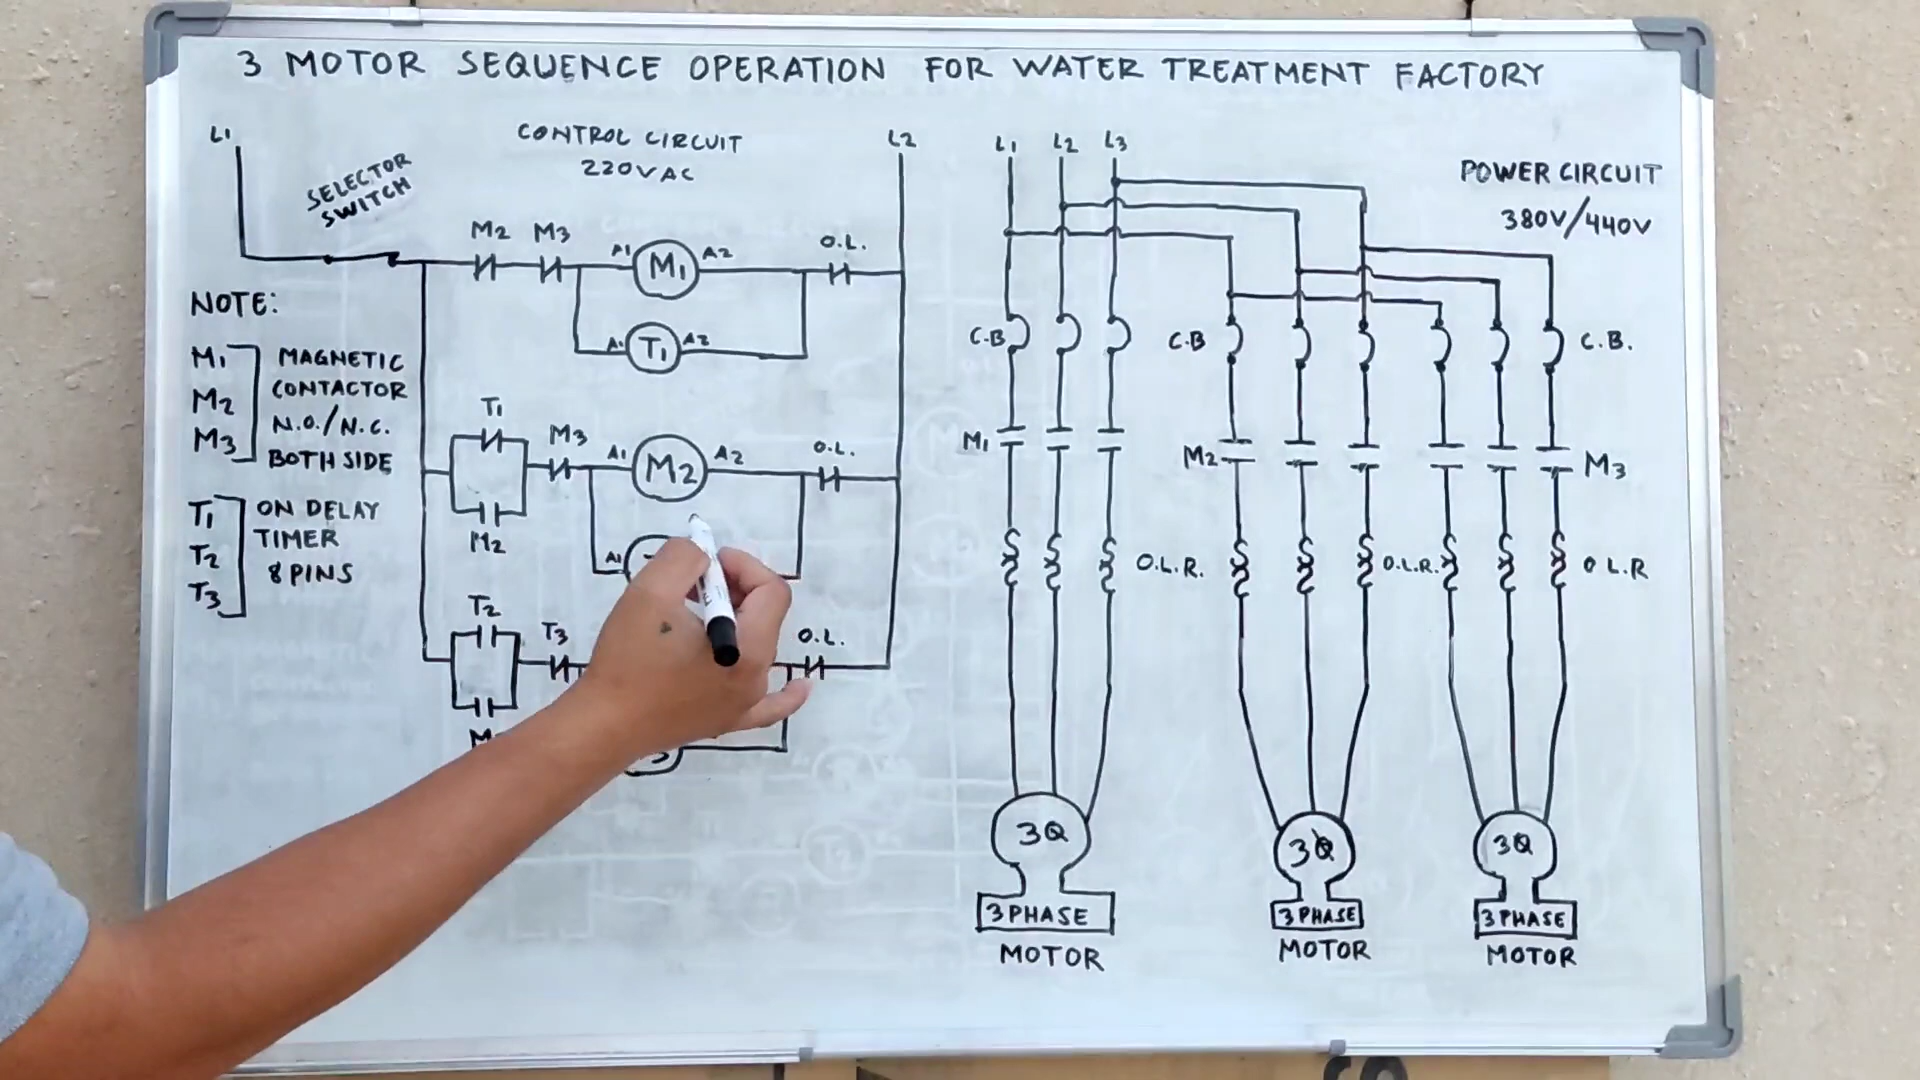 3 MOTOR SEQUENCE OPERATION FOR WATER TREATMENT FACTORY
L1
CONTROL CIRCUIT
220VAC
L2
SELECTOR
SWITCH
M2 M3 A1 M1 A2 O.L.
A1 T1 A2
NOTE:
M1
M2
M3
MAGNETIC
CONTACTOR
N.O./N.C.
BOTH SIDE
T1
T2
T3
ON DELAY
TIMER
8 PINS
T1 M3 A1 M2 A2 O.L.
M2
A1
T2 T3 O.L.
L1 L2 L3
POWER CIRCUIT
380V/440V
C.B C.B C.B.
M1 M2 M3
O.L.R. O.L.R. O L.R
3Q 3Q 3Q
3 PHASE 3 PHASE 3 PHASE
MOTOR MOTOR MOTOR